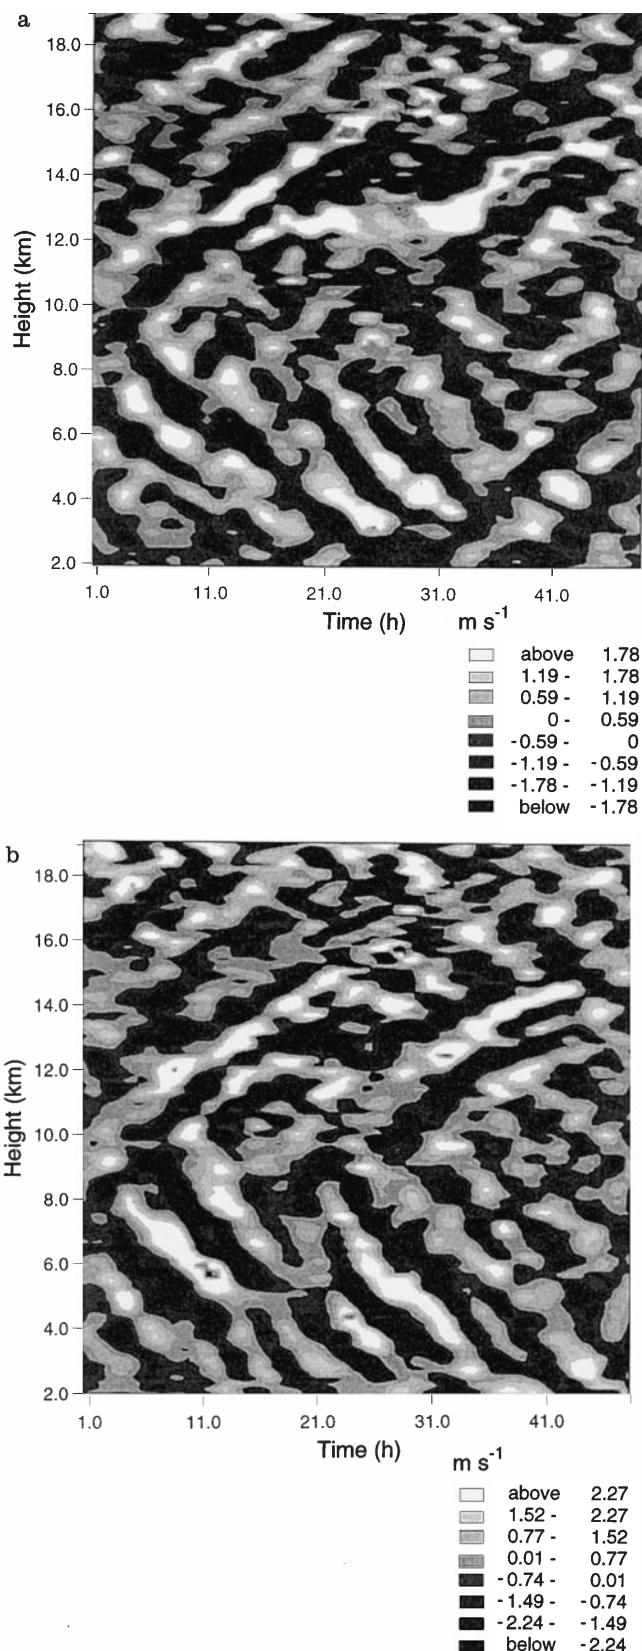 a
18.0
16.0
14.0
12.0
10.0
8.0
6.0
4.0
2.0
Height (km)
1.0 11.0 21.0 31.0 41.0
Time (h) m s-1
above 1.78
1.19 - 1.78
0.59 - 1.19
0 - 0.59
-0.59 - 0
-1.19 - -0.59
-1.78 - -1.19
below -1.78
b
18.0
16.0
14.0
12.0
10.0
8.0
6.0
4.0
2.0
Height (km)
1.0 11.0 21.0 31.0 41.0
Time (h)
m s-1
above 2.27
1.52 - 2.27
0.77 - 1.52
0.01 - 0.77
-0.74 - 0.01
-1.49 - -0.74
-2.24 - -1.49
below -2.24